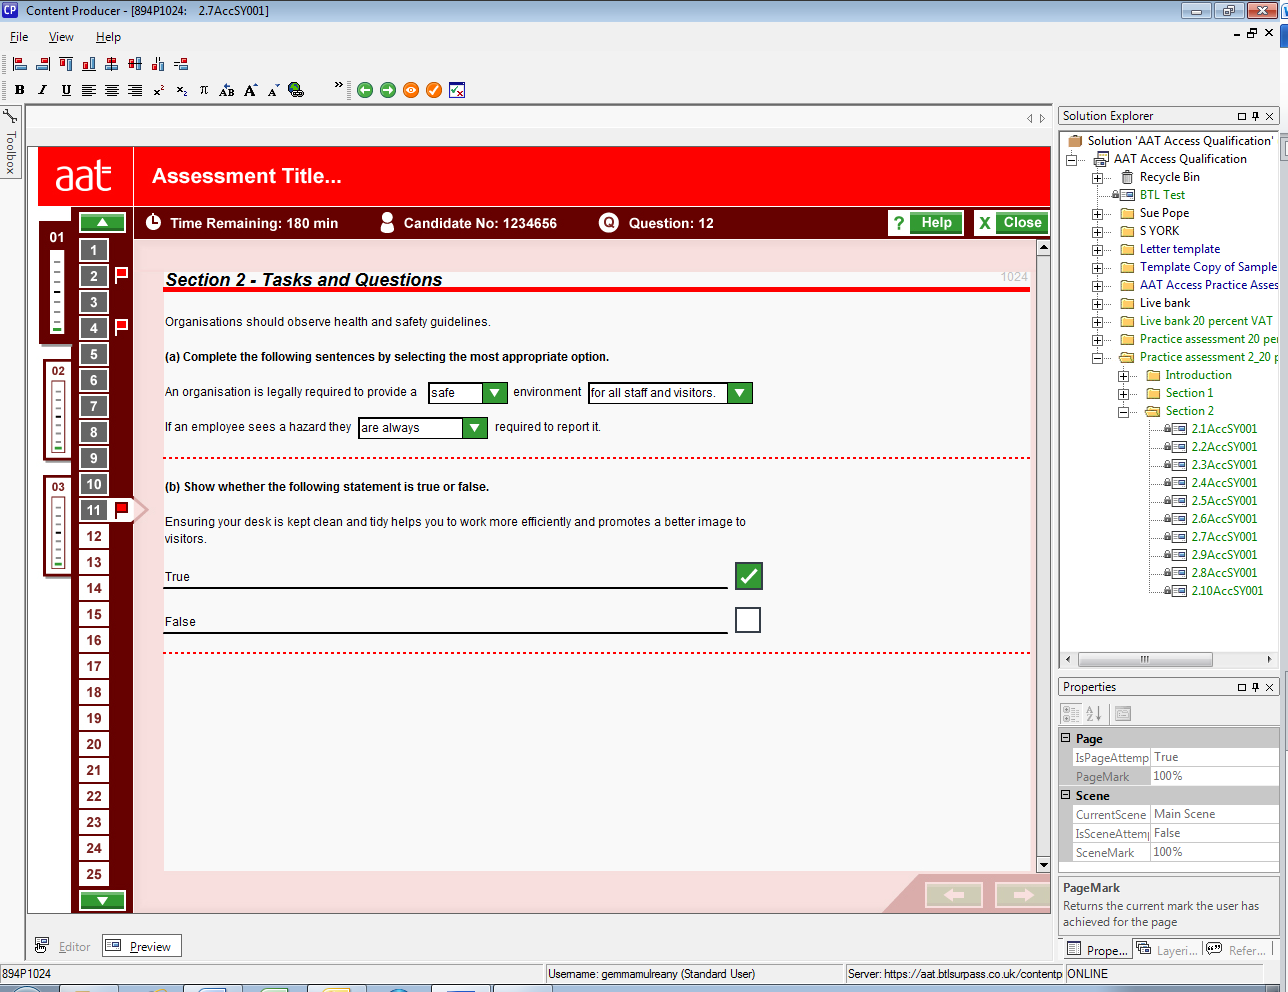 CP Content Producer - [894P1024: 2.7AccSY001]
File View Help
B I U
Toolbox
aat
Assessment Title...
Time Remaining: 180 min Candidate No: 1234656 Q Question: 12 ? Help X Close
01
02
03
1
2
3
4
5
6
7
8
9
10
11
12
13
14
15
16
17
18
19
20
21
22
23
24
25
Section 2 - Tasks and Questions 1024
Organisations should observe health and safety guidelines.
(a) Complete the following sentences by selecting the most appropriate option.
An organisation is legally required to provide a safe environment for all staff and visitors.
If an employee sees a hazard they are always required to report it.
(b) Show whether the following statement is true or false.
Ensuring your desk is kept clean and tidy helps you to work more efficiently and promotes a better image to
visitors.
True
False
Editor Preview
Solution Explorer
Solution 'AAT Access Qualification'
AAT Access Qualification
Recycle Bin
BTL Test
Sue Pope
S YORK
Letter template
Template Copy of Sample
AAT Access Practice Asses
Live bank
Live bank 20 percent VAT
Practice assessment 20 per
Practice assessment 2_20 p
Introduction
Section 1
Section 2
2.1AccSY001
2.2AccSY001
2.3AccSY001
2.4AccSY001
2.5AccSY001
2.6AccSY001
2.7AccSY001
2.9AccSY001
2.8AccSY001
2.10AccSY001
Properties
Page
IsPageAttemp True
PageMark 100%
Scene
CurrentScene Main Scene
IsSceneAttem False
SceneMark 100%
PageMark
Returns the current mark the user has
achieved for the page
Prope... Layeri... Refer...
894P1024 Username: gemmamulreany (Standard User) Server: https://aat.btlsurpass.co.uk/contentp ONLINE